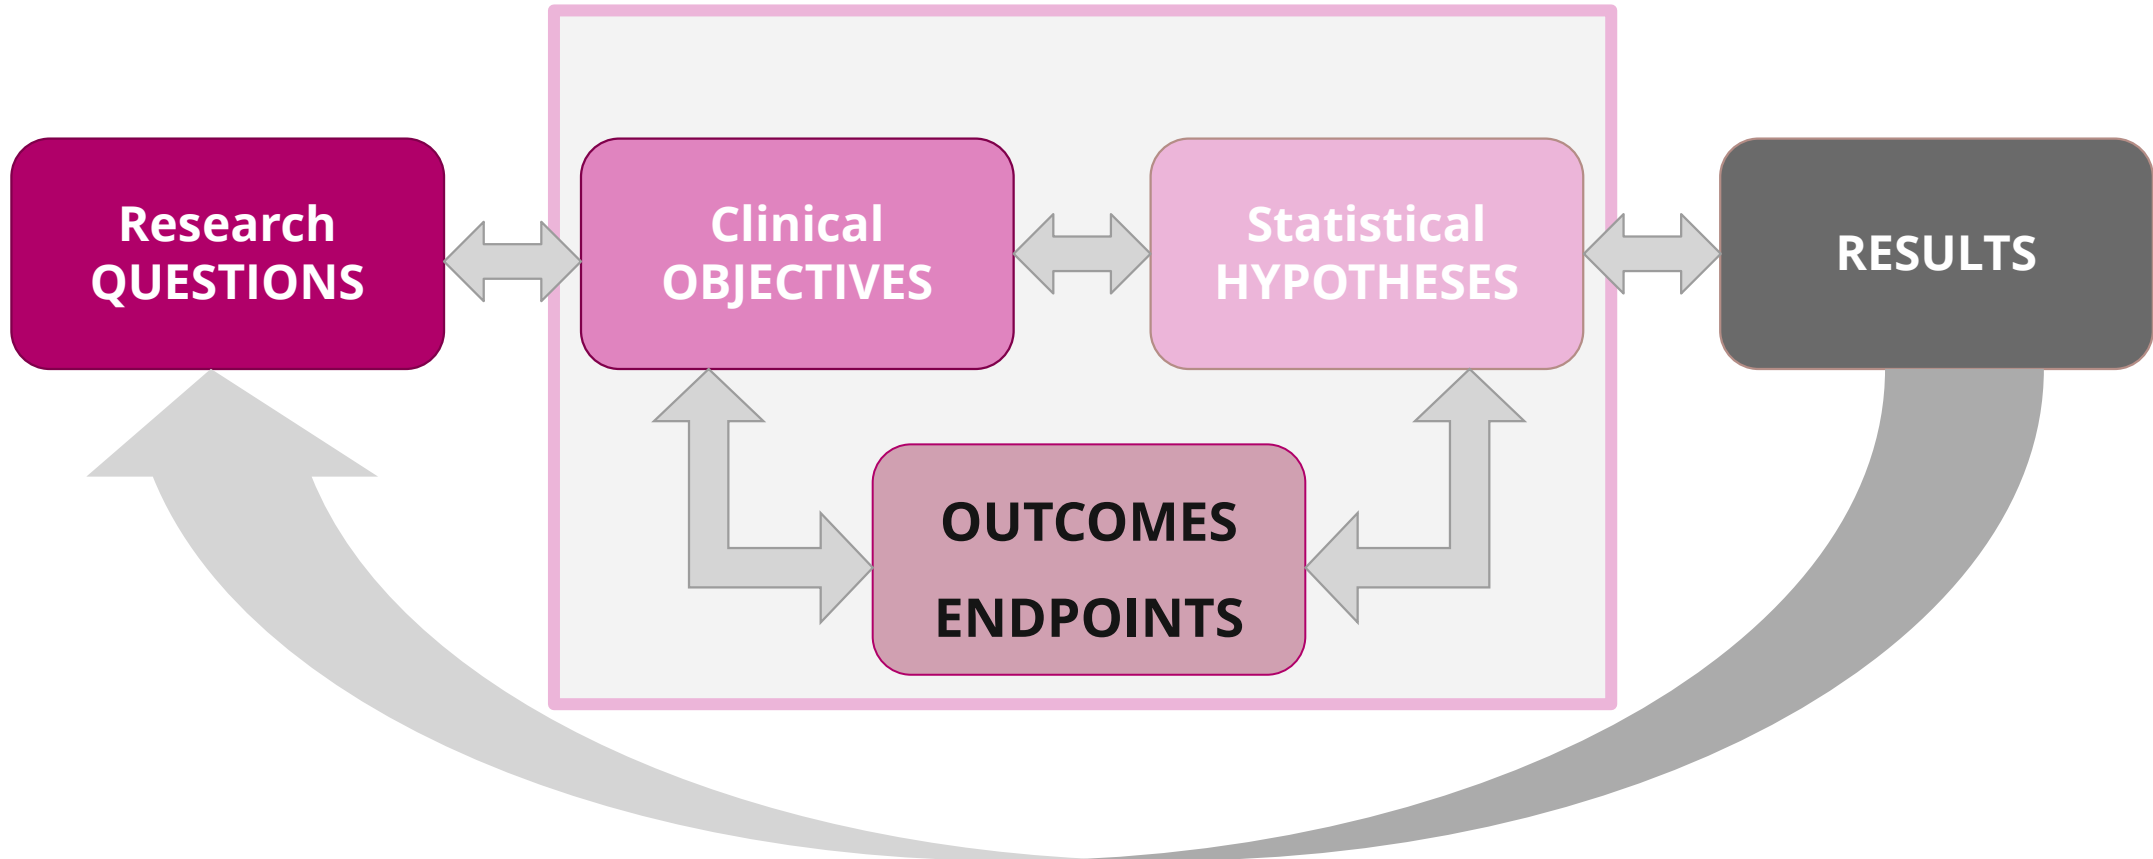 Research
QUESTIONS
Clinical
OBJECTIVES
Statistical
HYPOTHESES
RESULTS
OUTCOMES
ENDPOINTS